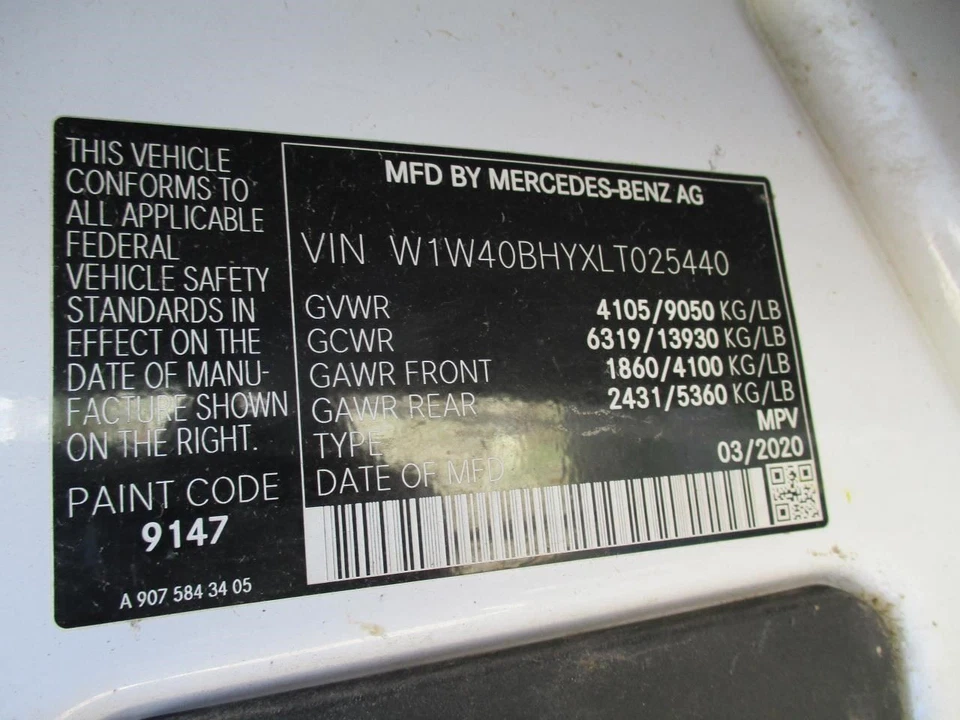 THIS VEHICLE
CONFORMS TO
ALL APPLICABLE
FEDERAL
VEHICLE SAFETY
STANDARDS IN
EFFECT ON THE
DATE OF MANU-
FACTURE SHOWN
ON THE RIGHT.
PAINT CODE
9147
A 907 584 34 05
MFD BY MERCEDES-BENZ AG
VIN W1W40BHYXLT025440
GVWR 4105/9050 KG/LB
GCWR 6319/13930 KG/LB
GAWR FRONT 1860/4100 KG/LB
GAWR REAR 2431/5360 KG/LB
TYPE MPV
DATE OF MFD 03/2020